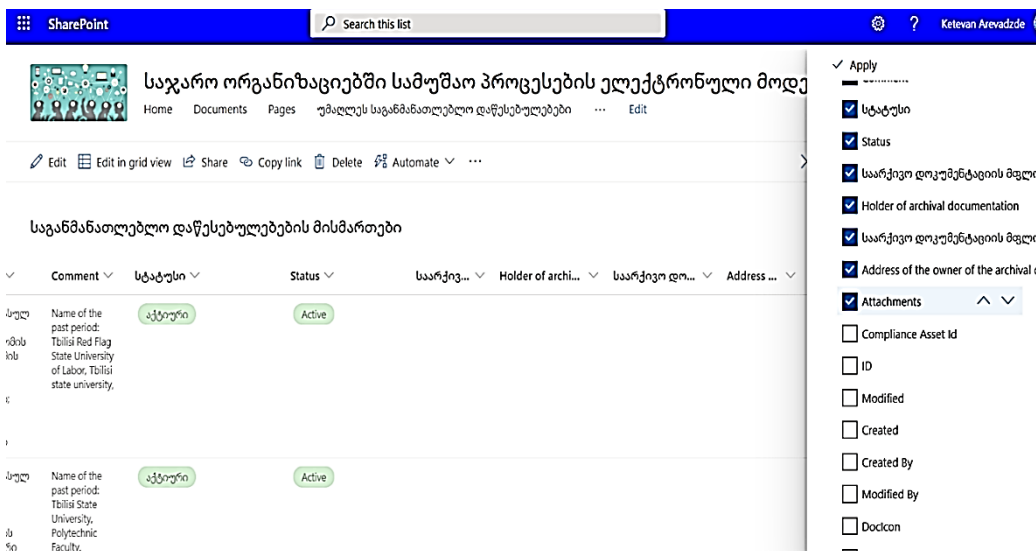 SharePoint
Search this list
Ketevan Arevadzde
საჯარო ორგანიზაციებში სამუშაო პროცესების ელექტრონული მოდე
Home Documents Pages უმაღლეს საგანმანათლებლო დაწესებულებები ... Edit
Edit Edit in grid view Share Copy link Delete Automate ...
საგანმანათლებლო დაწესებულებების მისმართები
Comment სტატუსი Status საარქივ... Holder of archi... საარქივო დო... Address ...
Name of the
past period:
Tbilisi Red Flag
State University
of Labor, Tbilisi
state university,
აქტიური
Active
Name of the
past period:
Tbilisi State
University,
Polytechnic
Faculty.
აქტიური
Active
Apply
Comment
სტატუსი
Status
საარქივო დოკუმენტაციის მფლო
Holder of archival documentation
საარქივო დოკუმენტაციის მფლო
Address of the owner of the archival
Attachments
Compliance Asset Id
ID
Modified
Created
Created By
Modified By
DocIcon